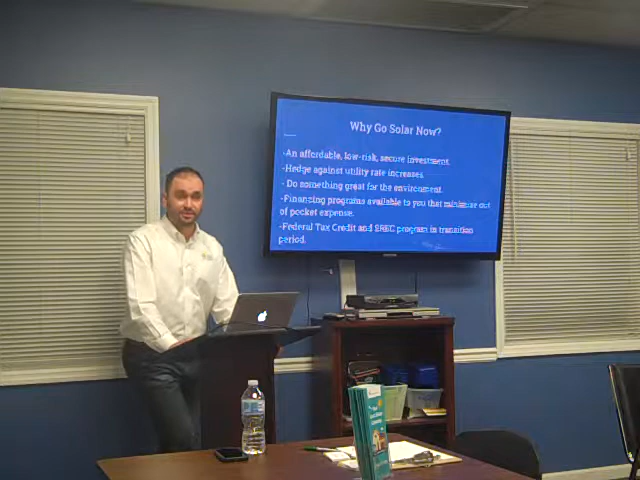 Why Go Solar Now?
-An affordable, low-risk, secure investment.
-Hedge against utility rate increases.
- Do something great for the environment.
-Financing programs available to you that minimize out
of pocket expense.
-Federal Tax Credit and SREC program in transition
period.